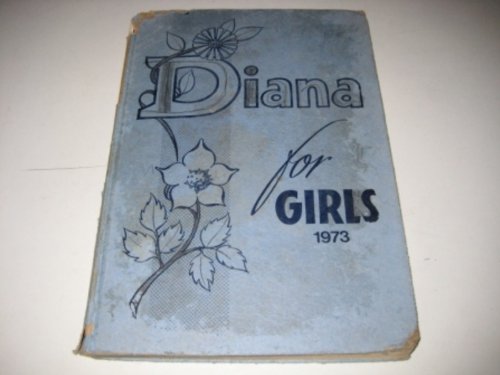 Diana
for
GIRLS
1973